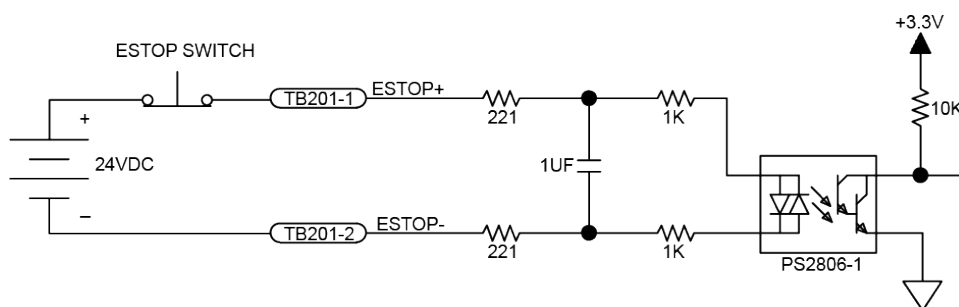 +3.3V
ESTOP SWITCH
TB201-1
ESTOP+
221
1K
10K
+
24VDC
1UF
−
TB201-2
ESTOP-
221
1K
PS2806-1